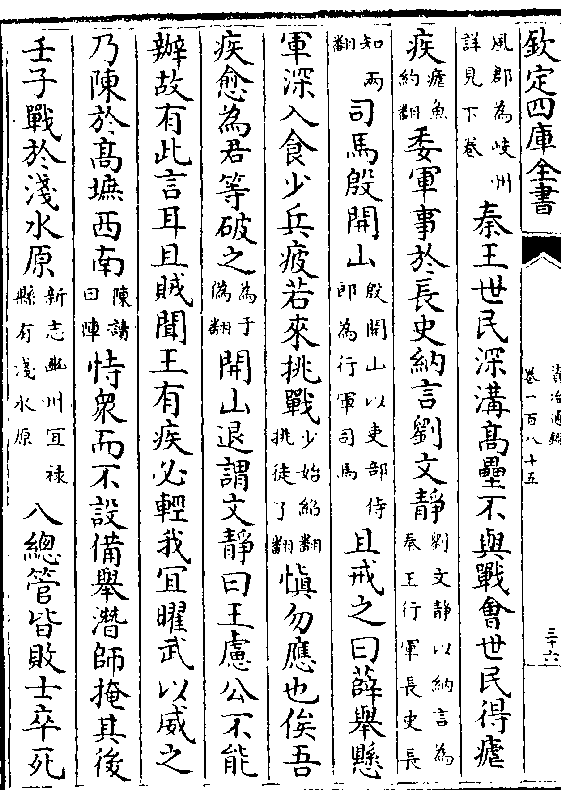 欽定四庫全書
資治通鑑
卷一百八十五
三十六
風郡為岐州詳見下卷秦王世民深溝髙壘不與戰會世民得瘧
疾瘧魚約翻委軍事於長史納言劉文靜劉文靜以納言為秦王行軍長史長
知兩翻司馬殷開山殷開山以吏部侍郎為行軍司馬且戒之曰薛舉懸
軍深入食少兵疲若來挑戰少始紹翻挑徒了翻慎勿應也俟吾
疾愈為君等破之為于偽翻開山退謂文靜曰王慮公不能
辦故有此言耳且賊聞王有疾必輕我宜曜武以威之
乃陳於髙墌西南陳讀曰陣恃衆而不設備舉潛師掩其後
壬子戰於淺水原新志豳州宜祿縣有淺水原八總管皆敗士卒死